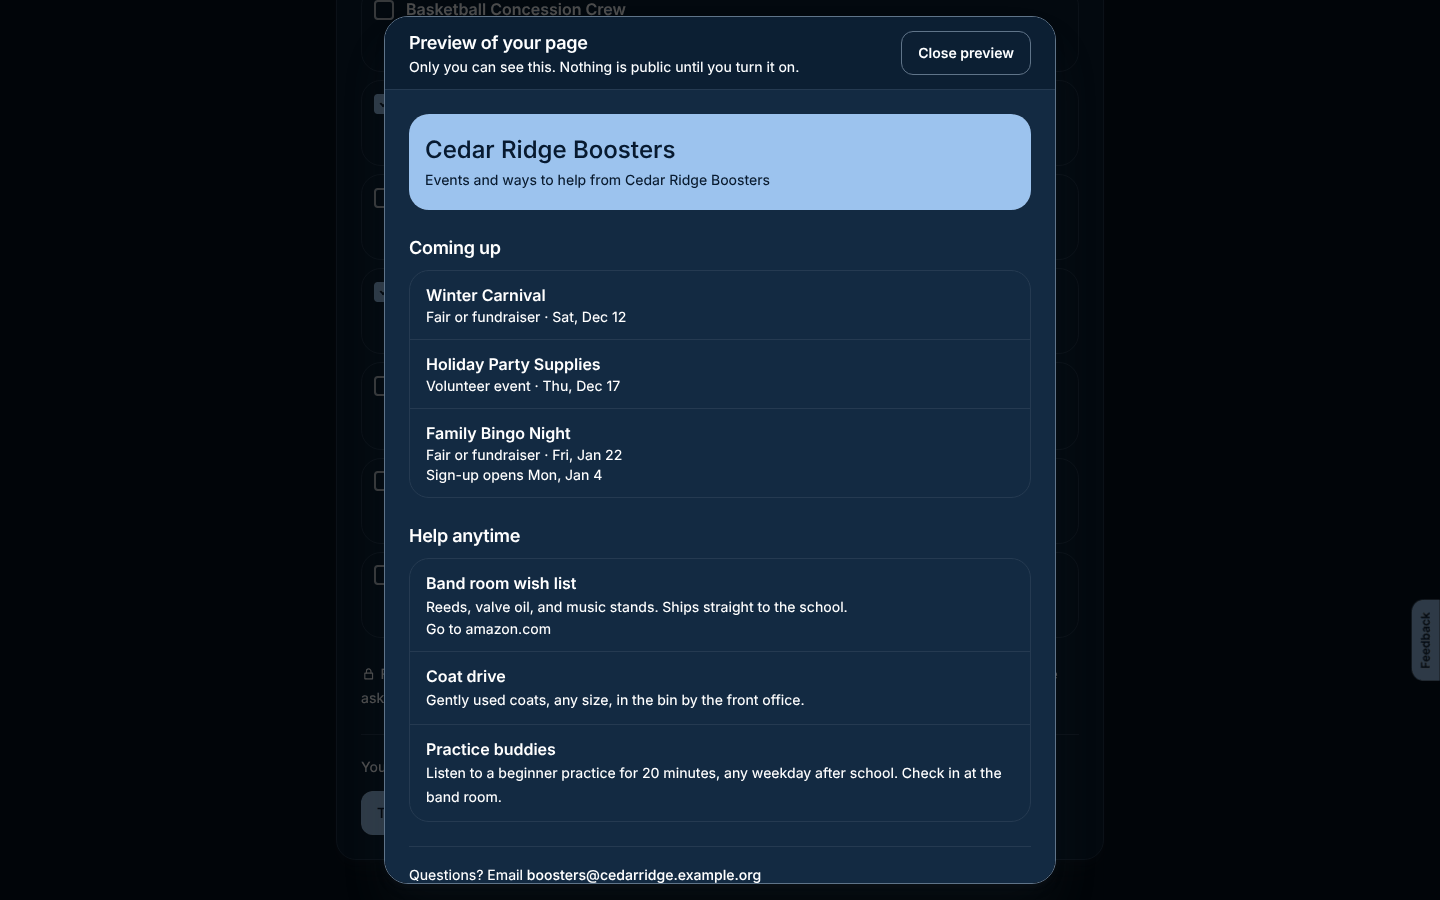 Basketball Concession Crew
Preview of your page
Only you can see this. Nothing is public until you turn it on.
Close preview
Cedar Ridge Boosters
Events and ways to help from Cedar Ridge Boosters
Coming up
Winter Carnival
Fair or fundraiser · Sat, Dec 12
Holiday Party Supplies
Volunteer event · Thu, Dec 17
Family Bingo Night
Fair or fundraiser · Fri, Jan 22
Sign-up opens Mon, Jan 4
Help anytime
Band room wish list
Reeds, valve oil, and music stands. Ships straight to the school.
Go to amazon.com
Coat drive
Gently used coats, any size, in the bin by the front office.
Practice buddies
Listen to a beginner practice for 20 minutes, any weekday after school. Check in at the
band room.
Questions? Email boosters@cedarridge.example.org
ask
You
Feedback